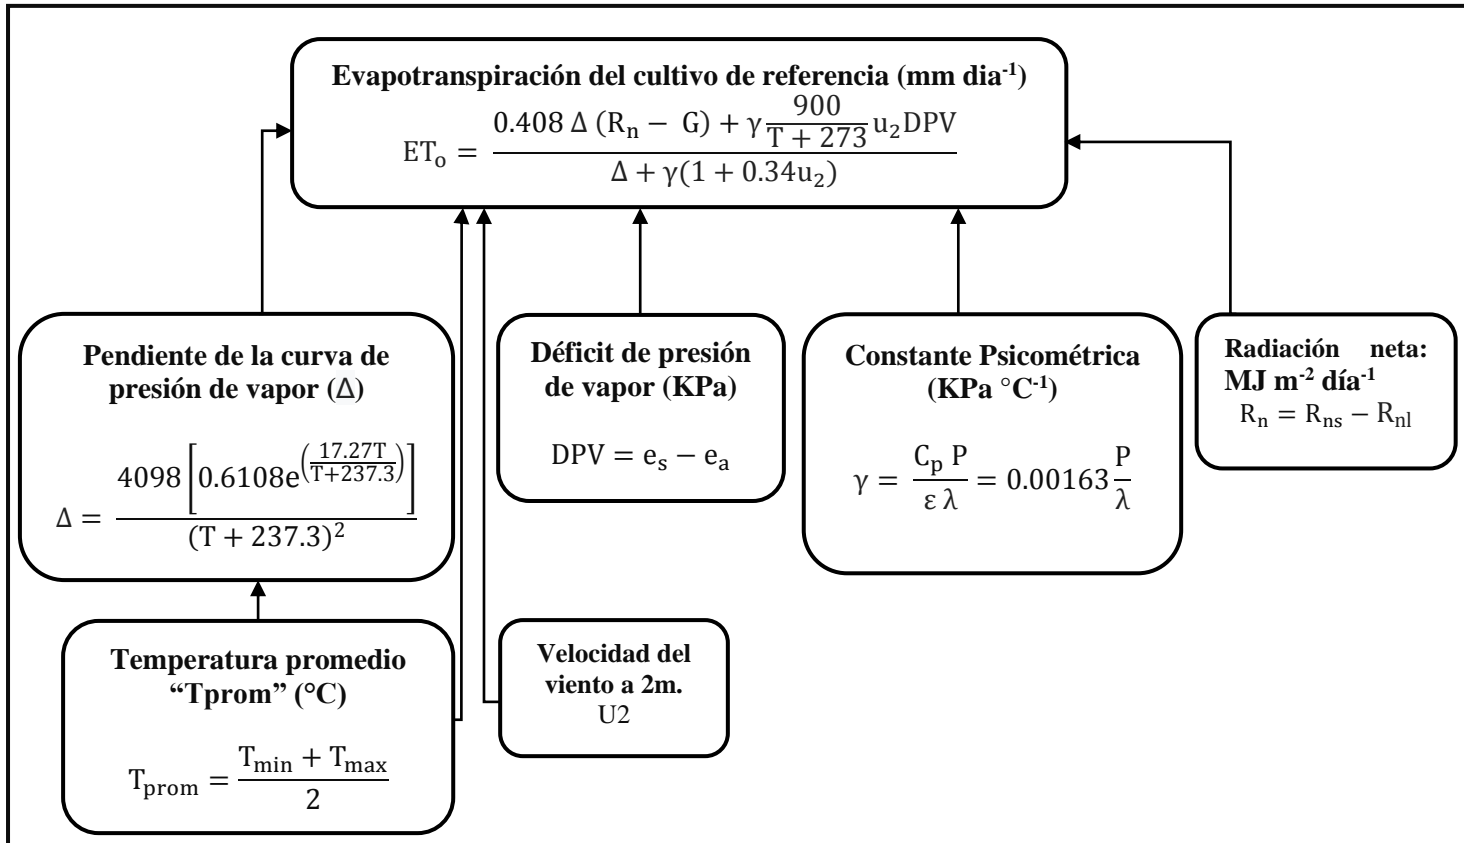 Evapotranspiración del cultivo de referencia (mm dia⁻¹)
ETₒ = (0.408 Δ (Rₙ − G) + γ (900 / (T + 273)) u₂DPV) / (Δ + γ(1 + 0.34u₂))
Pendiente de la curva de
presión de vapor (Δ)
Δ = 4098 [0.6108e^(17.27T / (T+237.3))] / (T + 237.3)²
Déficit de presión
de vapor (KPa)
DPV = eₛ − eₐ
Constante Psicométrica
(KPa °C⁻¹)
γ = (Cₚ P) / (ε λ) = 0.00163 P/λ
Radiación neta:
MJ m⁻² día⁻¹
Rₙ = Rₙₛ − Rₙₗ
Temperatura promedio
“Tprom” (°C)
Tₚᵣₒₘ = (Tₘᵢₙ + Tₘₐₓ) / 2
Velocidad del
viento a 2m.
U2